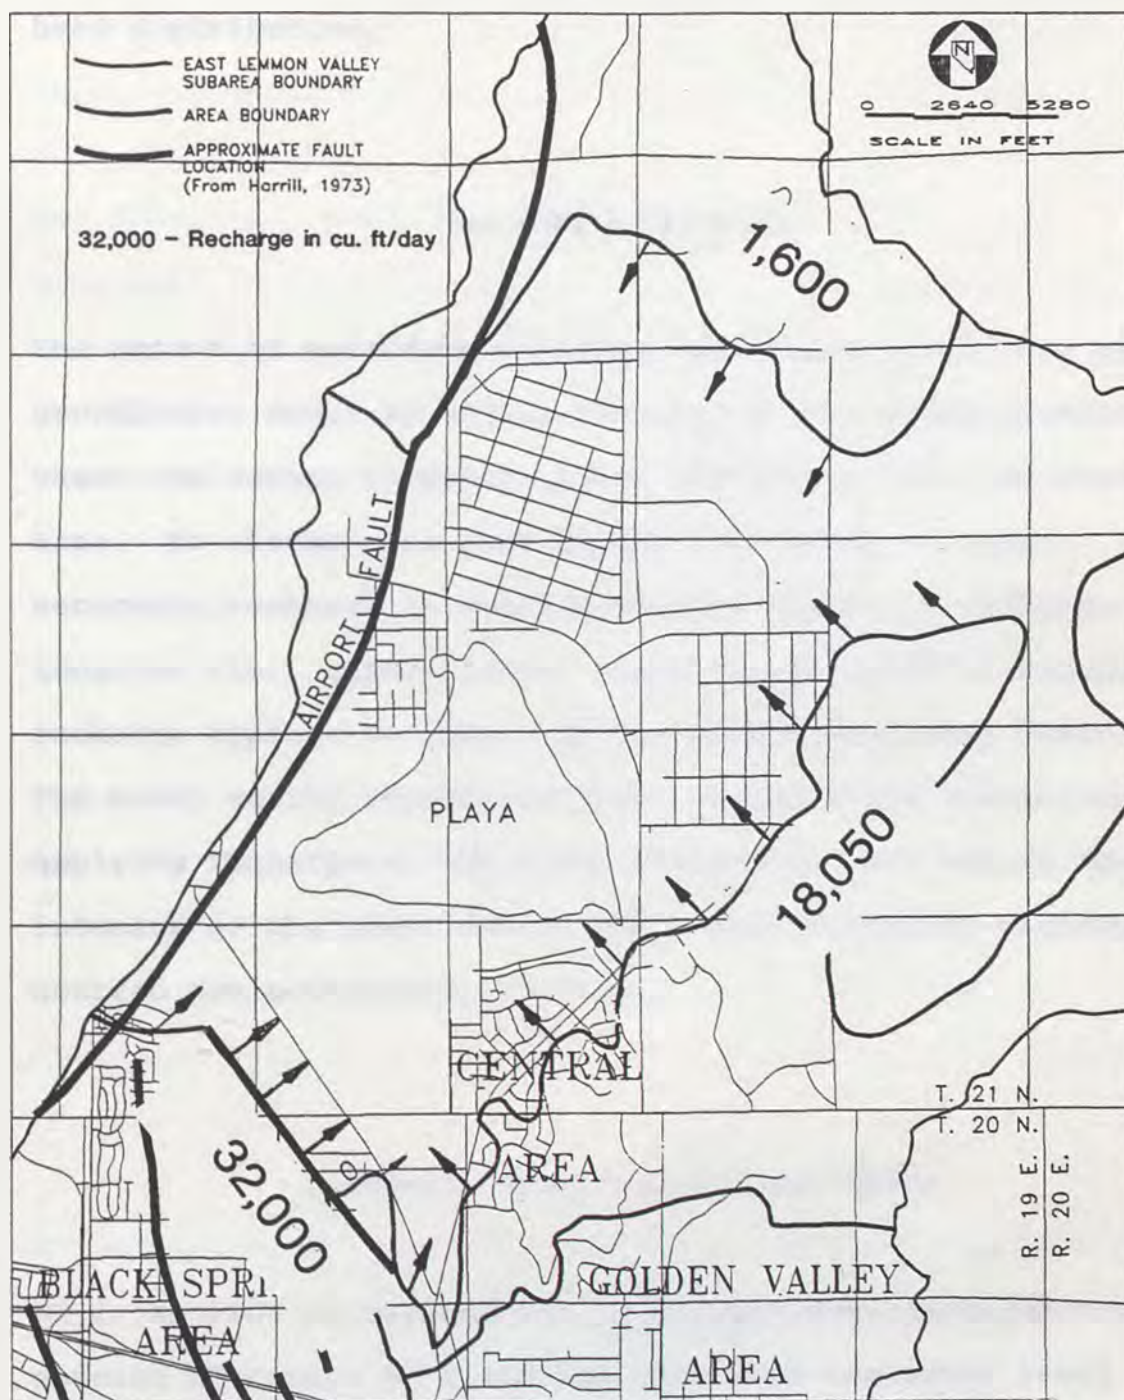 EAST LEMMON VALLEY
SUBAREA BOUNDARY
AREA BOUNDARY
APPROXIMATE FAULT
LOCATION
(From Harrill, 1973)
32,000 – Recharge in cu. ft/day
N
0 2640 5280
SCALE IN FEET
1,600
AIRPORT FAULT
PLAYA
18,050
CENTRAL
AREA
T. 21 N.
T. 20 N.
R. 19 E.
R. 20 E.
32,000
BLACK SPRI.
AREA
GOLDEN VALLEY
AREA